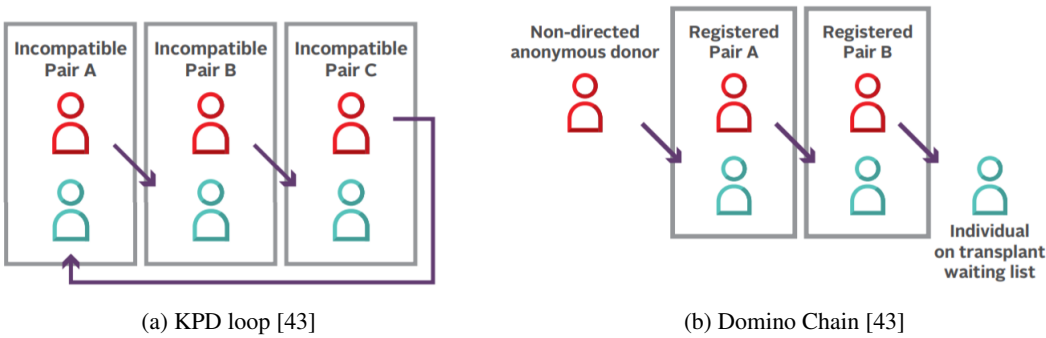 Incompatible
Pair A
Incompatible
Pair B
Incompatible
Pair C
(a) KPD loop [43]
Non-directed
anonymous donor
Registered
Pair A
Registered
Pair B
Individual
on transplant
waiting list
(b) Domino Chain [43]